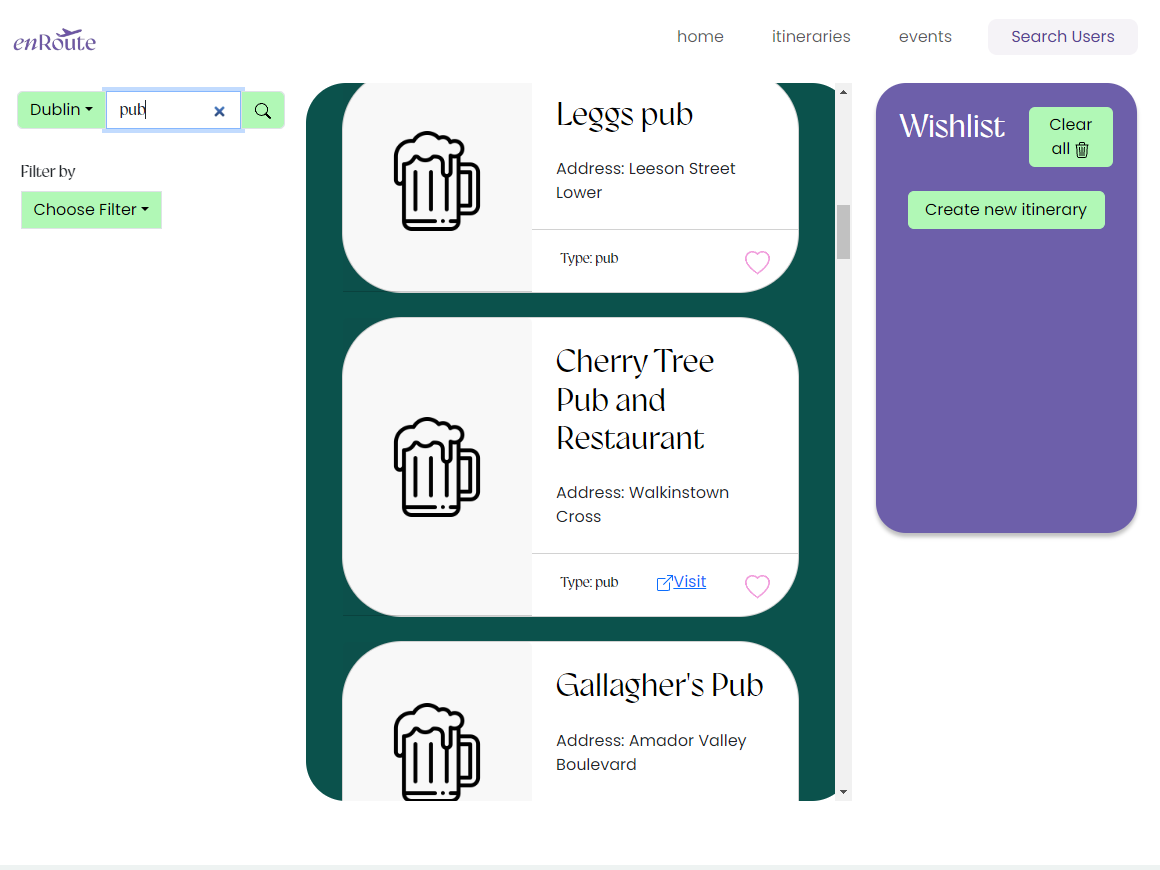 enRoute
home itineraries events Search Users
Dublin pub
Filter by
Choose Filter
Leggs pub
Address: Leeson Street
Lower
Type: pub
Cherry Tree
Pub and
Restaurant
Address: Walkinstown
Cross
Type: pub Visit
Gallagher's Pub
Address: Amador Valley
Boulevard
Wishlist
Clear
all
Create new itinerary